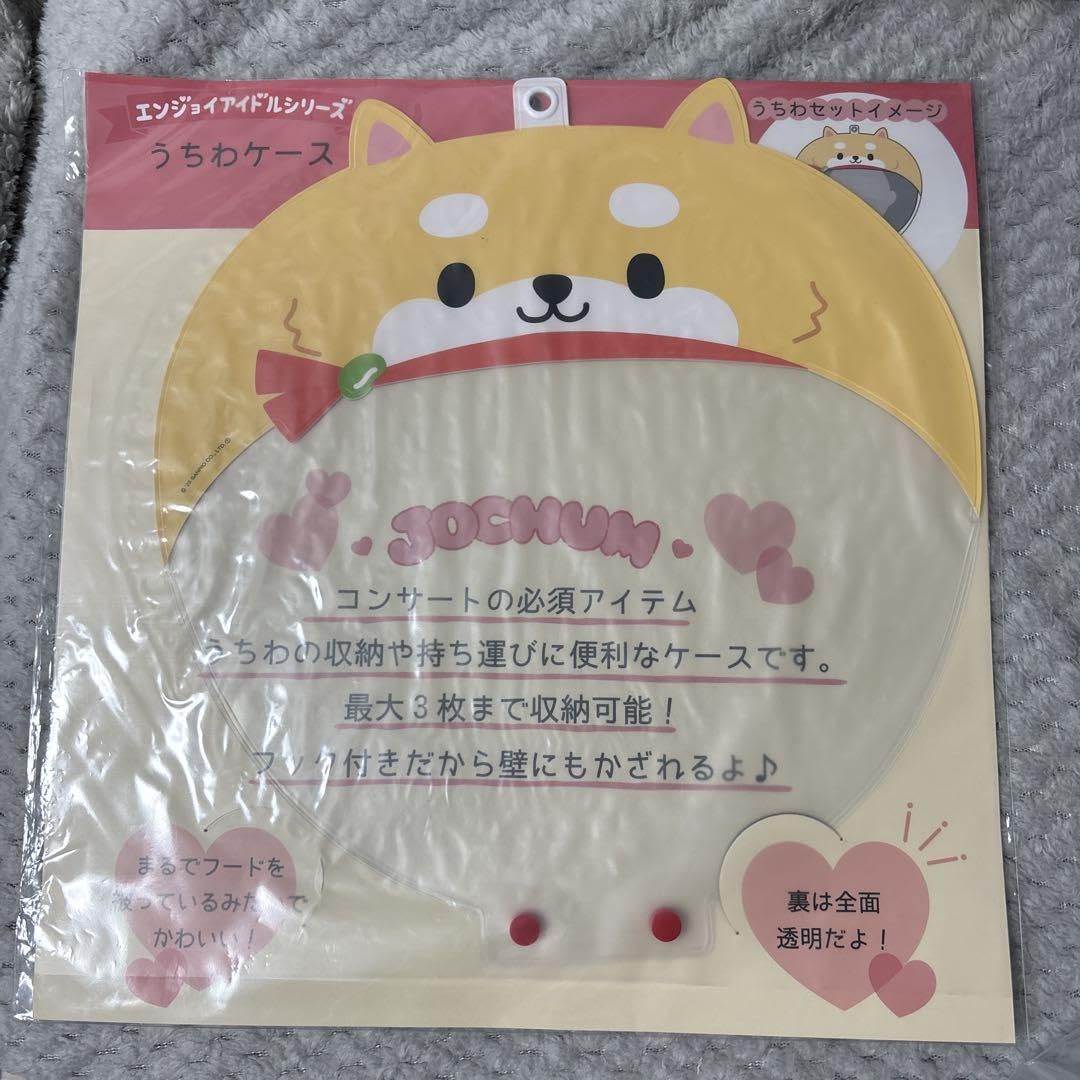 エンジョイアイドルシリーズ
うちわケース
うちわセットイメージ
JOCHUM
コンサートの必須アイテム
うちわの収納や持ち運びに便利なケースです。
最大3枚まで収納可能!
フック付きだから壁にもかざれるよ♪
まるでフードを
被っているみたいで
かわいい!
裏は全面
透明だよ!